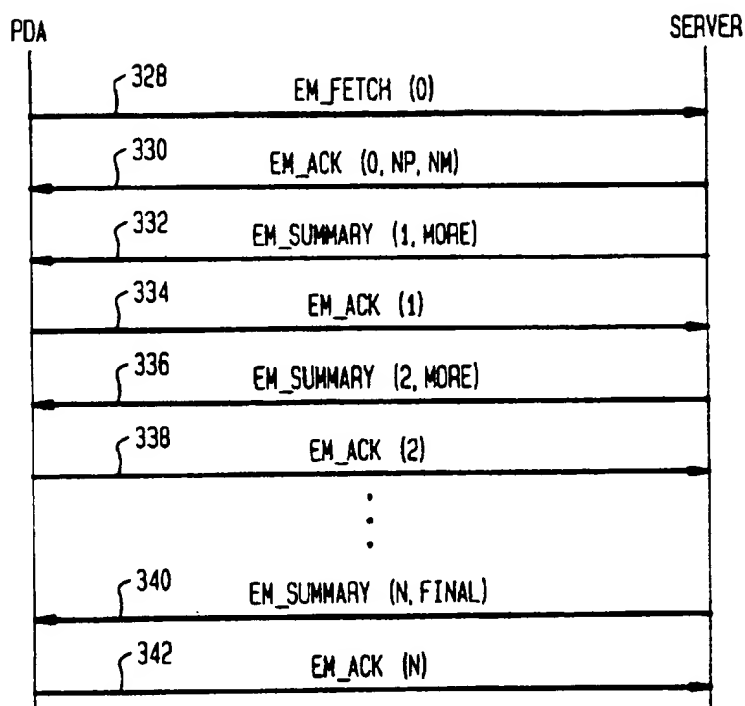 PDA SERVER
328 EM_FETCH (0)
330 EM_ACK (0, NP, NM)
332 EM_SUMMARY (1, MORE)
334 EM_ACK (1)
336 EM_SUMMARY (2, MORE)
338 EM_ACK (2)
340 EM_SUMMARY (N, FINAL)
342 EM_ACK (N)